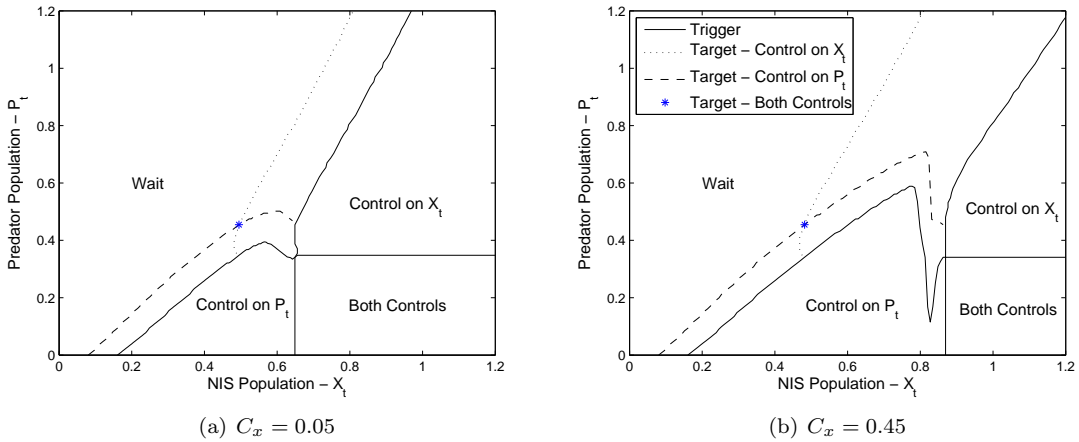 1.2
1
0.8
0.6
0.4
0.2
0
Predator Population − P_t
Wait
Control on X_t
Control on P_t
Both Controls
0 0.2 0.4 0.6 0.8 1 1.2
NIS Population − X_t
(a) C_x = 0.05
1.2
1
0.8
0.6
0.4
0.2
0
Predator Population − P_t
Trigger
Target − Control on X_t
Target − Control on P_t
Target − Both Controls
Wait
Control on X_t
Control on P_t
Both Controls
0 0.2 0.4 0.6 0.8 1 1.2
NIS Population − X_t
(b) C_x = 0.45